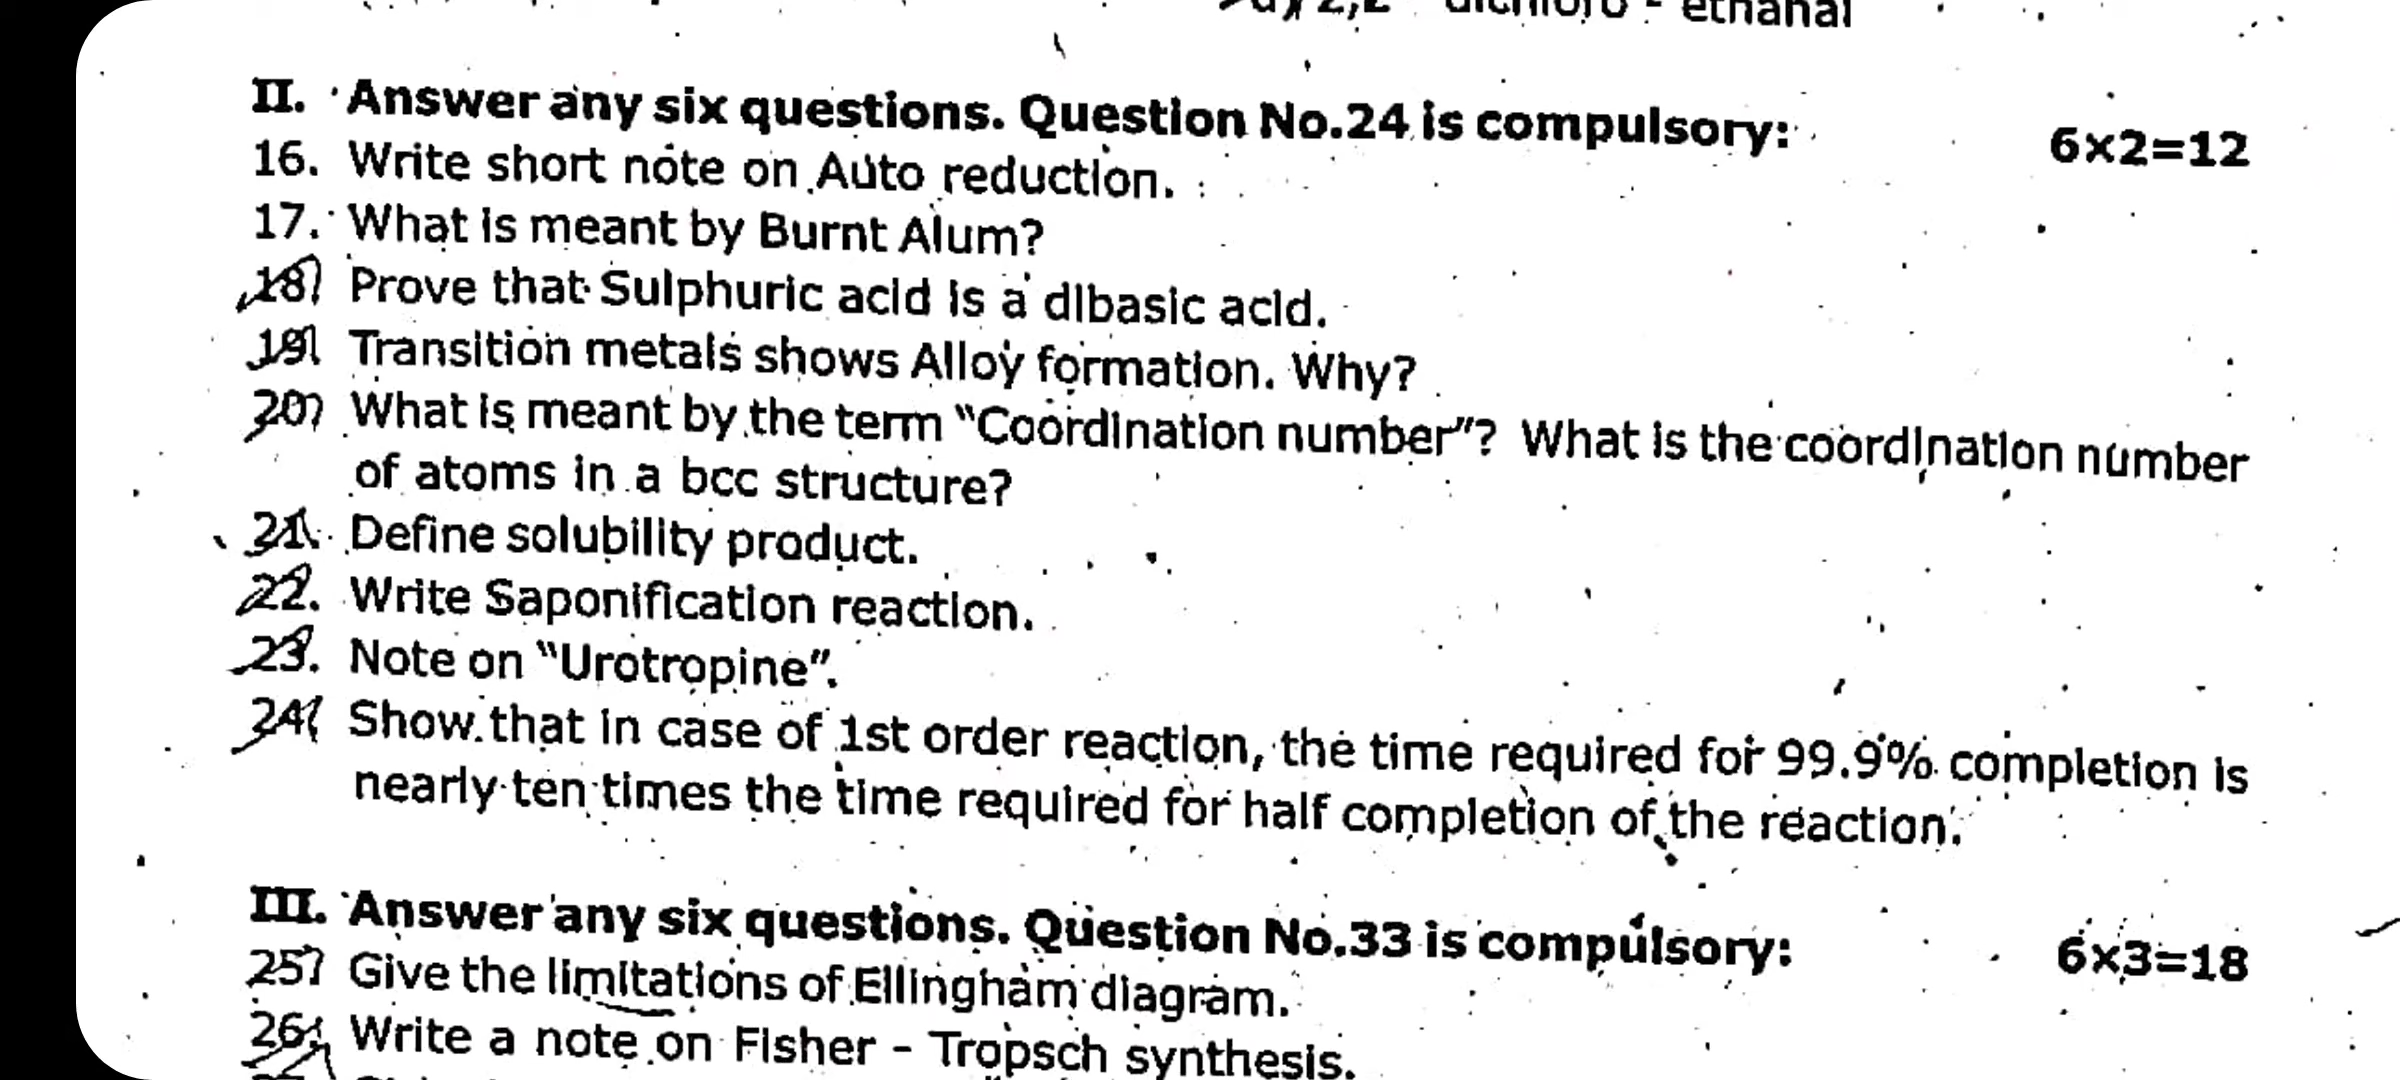 2,2 dichloro - ethanal
II. Answer any six questions. Question No.24 is compulsory: 6x2=12
16. Write short note on Auto reduction.
17. What is meant by Burnt Alum?
18. Prove that Sulphuric acid is a dibasic acid.
19. Transition metals shows Alloy formation. Why?
20. What is meant by the term "Coordination number"? What is the coordination number
of atoms in a bcc structure?
21. Define solubility product.
22. Write Saponification reaction.
23. Note on "Urotropine".
24. Show that in case of 1st order reaction, the time required for 99.9% completion is
nearly ten times the time required for half completion of the reaction.
III. Answer any six questions. Question No.33 is compulsory: 6x3=18
25. Give the limitations of Ellingham diagram.
26. Write a note on Fisher - Tropsch synthesis.